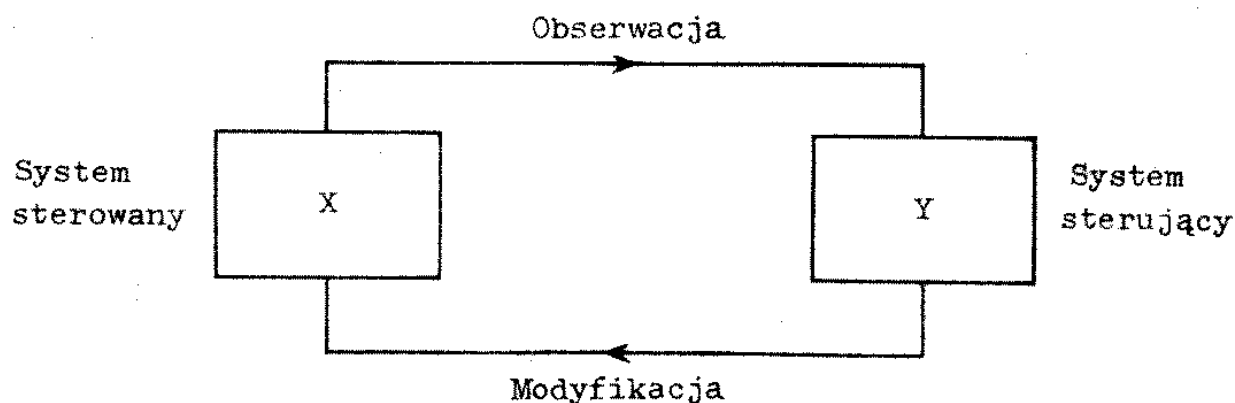 Obserwacja
System
sterowany
X
Y
System
sterujący
Modyfikacja